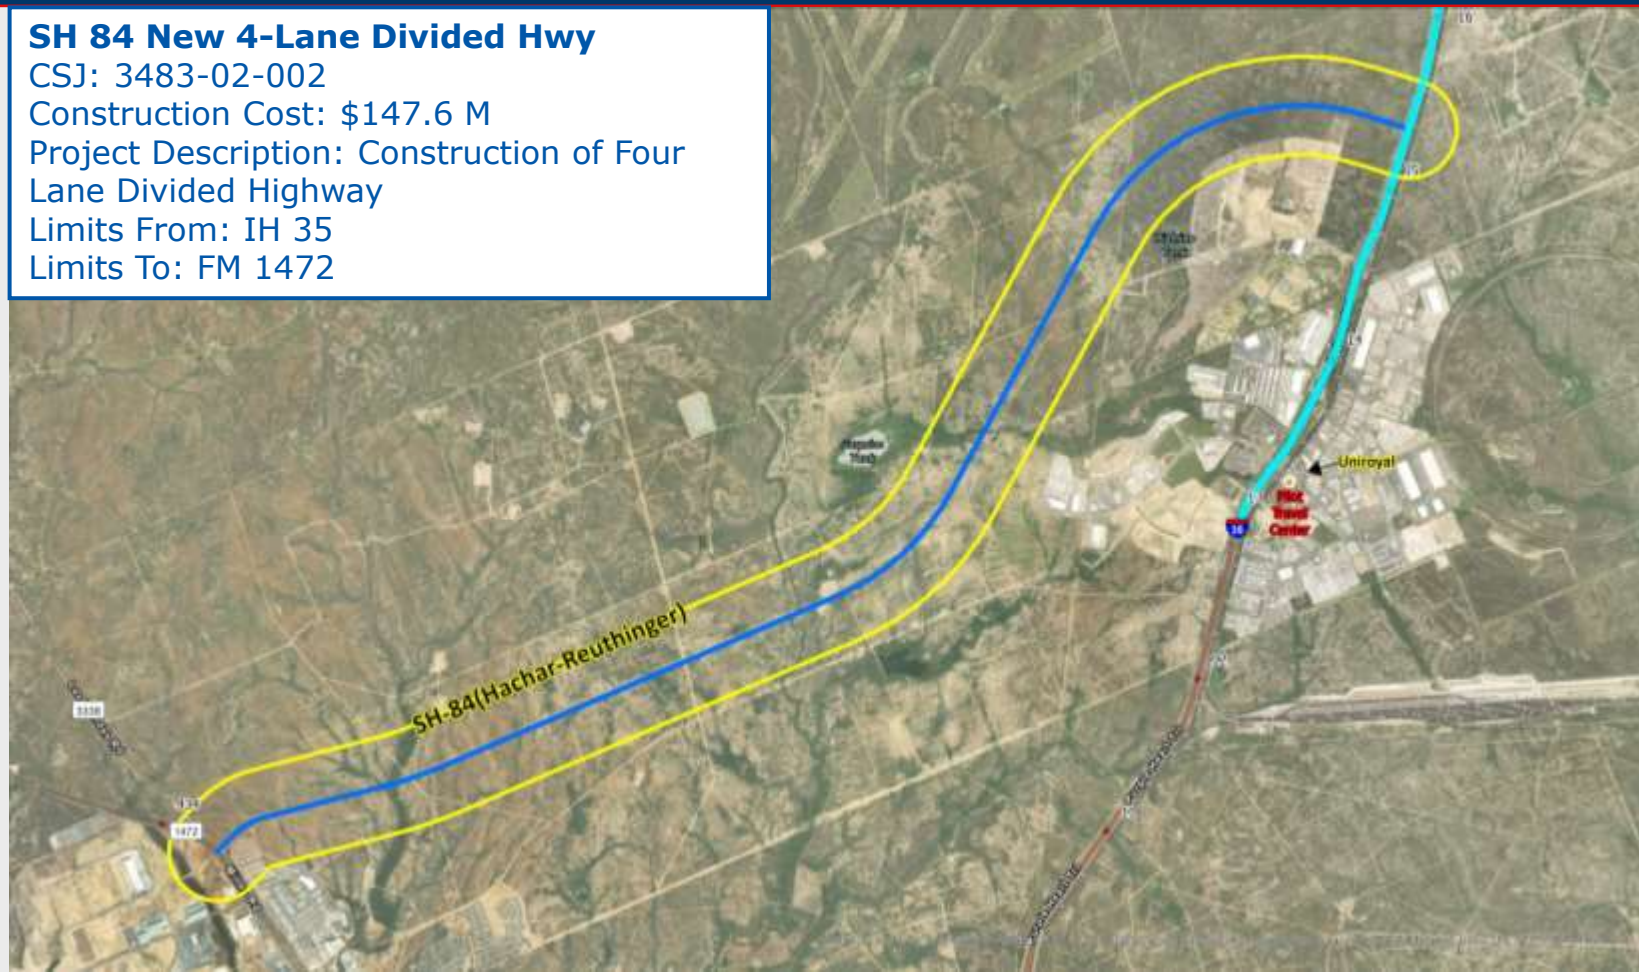 SH 84 New 4-Lane Divided Hwy
CSJ: 3483-02-002
Construction Cost: $147.6 M
Project Description: Construction of Four
Lane Divided Highway
Limits From: IH 35
Limits To: FM 1472
SH-84(Hachar-Reuthinger)
Uniroyal
Pilot
Travel
Center
3338
1472